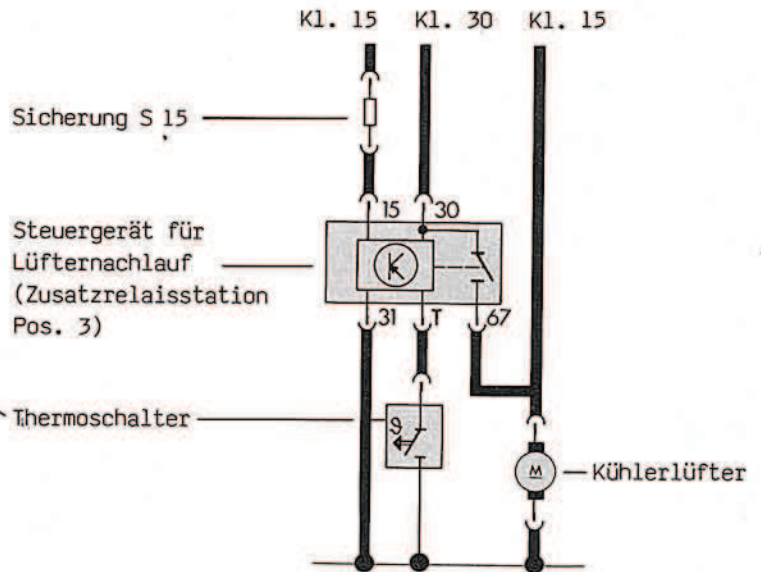 Kl. 15 Kl. 30 Kl. 15
Sicherung S 15
15 30
Steuergerät für
Lüfternachlauf
(Zusatzrelaisstation
Pos. 3)
31 T 67
Thermoschalter
ϑ
M
Kühlerlüfter